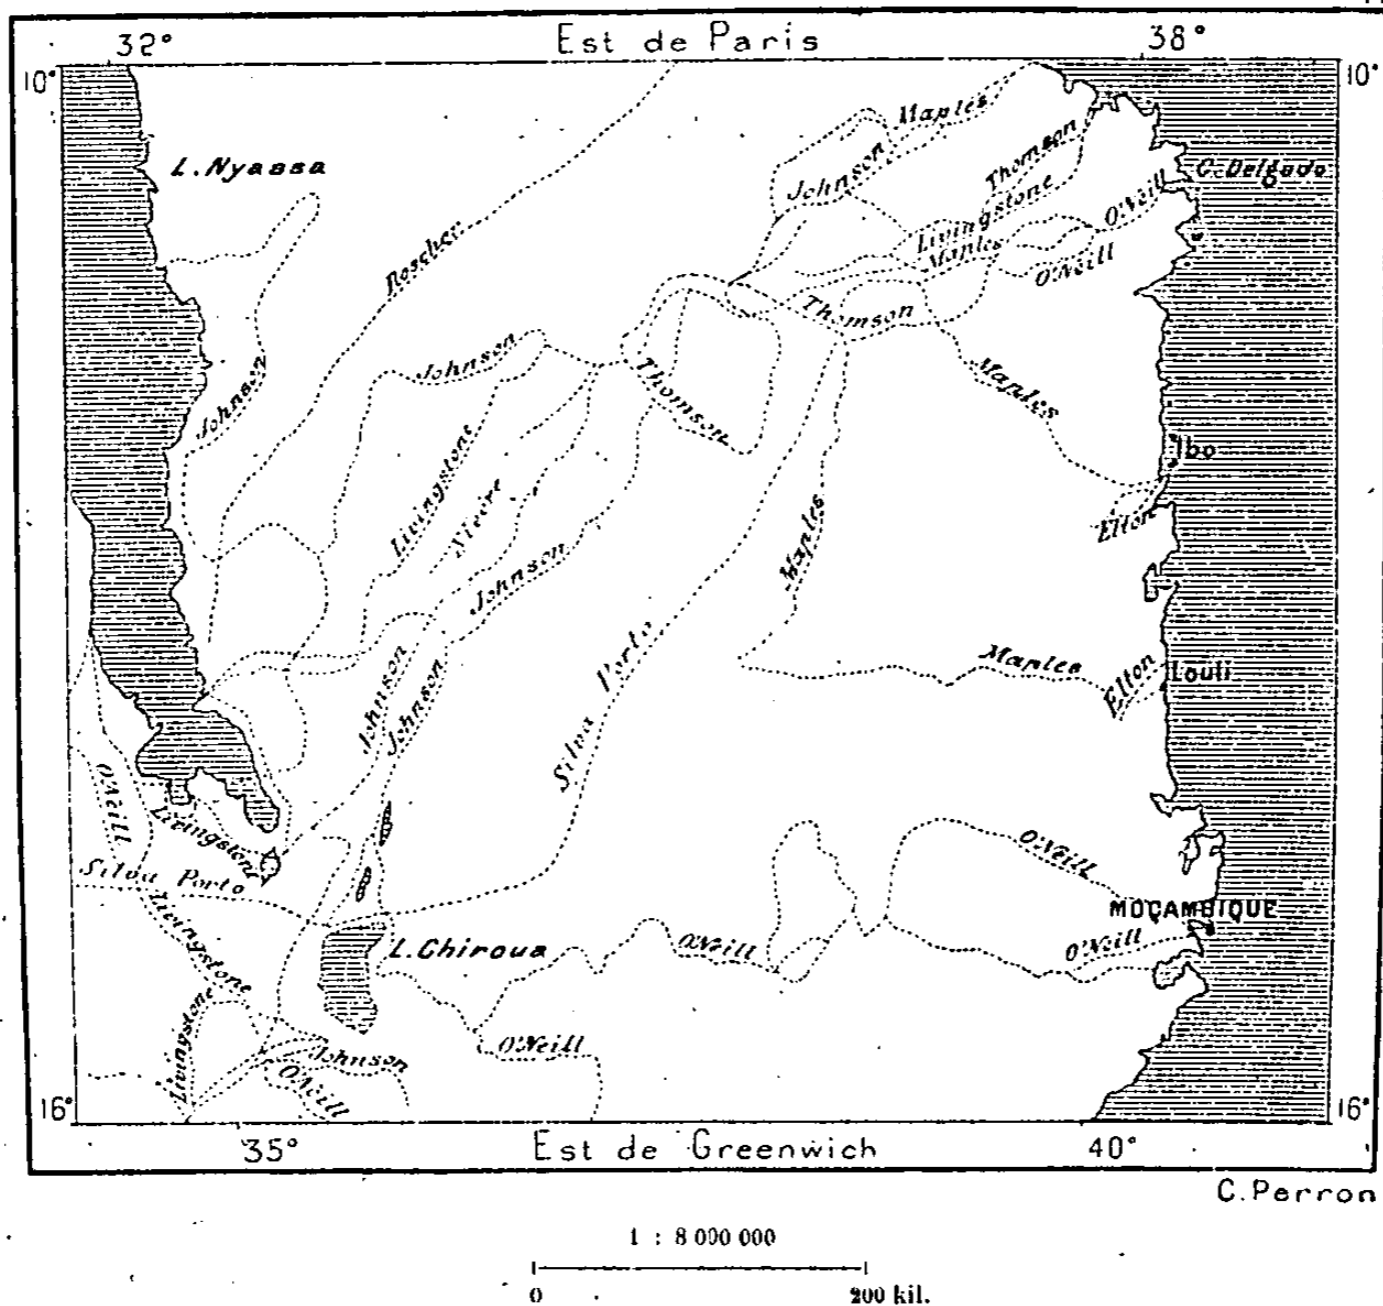 32°
Est de Paris
38°
10°
10°
Maples
L. Nyassa
Johnson
Thomson
C. Delgado
Livingstone
O'Neill
Roscher
Maples
O'Neill
Thomson
Johnson
Thomson
Maples
Johnson
Livingstone
Ibo
Elton
Maples
Johnson
Silva Porto
Maples
Elton
Louli
Johnson
Johnson
O'Neill
Livingstone
O'Neill
Silva Porto
MOÇAMBIQUE
Livingstone
O'Neill
L. Chiroua
O'Neill
Livingstone
O'Neill
Johnson
O'Neill
16°
16°
35°
Est de Greenwich
40°
C. Perron
1 : 8 000 000
0
200 kil.